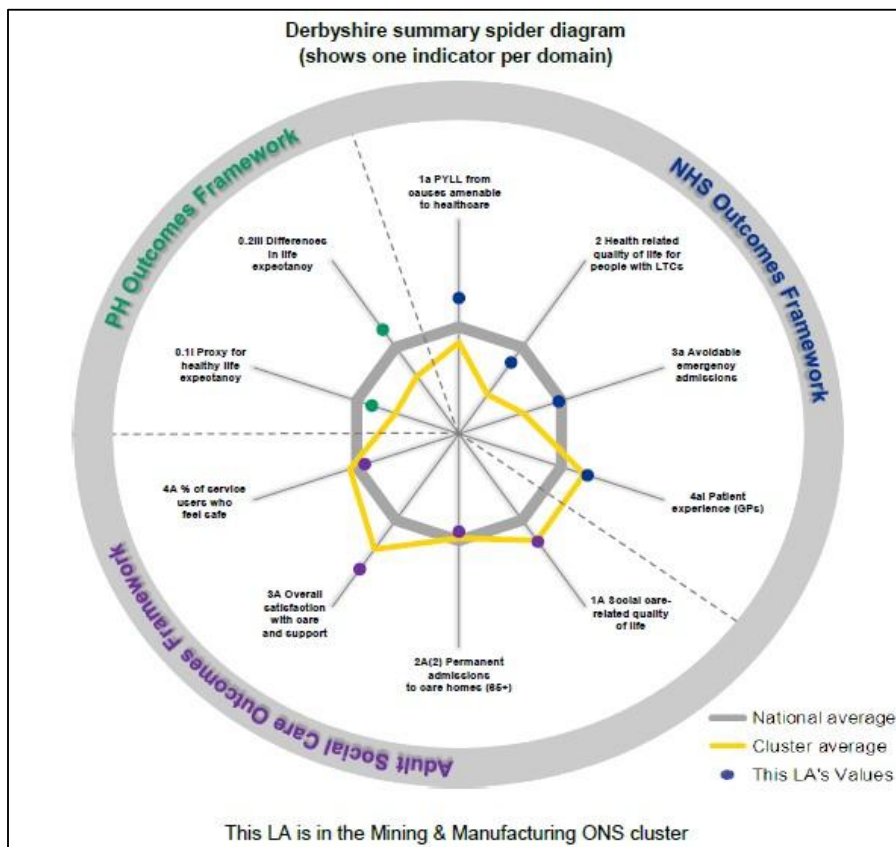 Derbyshire summary spider diagram
(shows one indicator per domain)
PH Outcomes Framework
NHS Outcomes Framework
Adult Social Care Outcomes Framework
1a PYLL from
causes amenable
to healthcare
0.2iii Differences
in life
expectancy
2 Health related
quality of life for
people with LTCs
0.1i Proxy for
healthy life
expectancy
3a Avoidable
emergency
admissions
4A % of service
users who
feel safe
4ai Patient
experience (GPs)
3A Overall
satisfaction
with care
and support
1A Social care-
related quality
of life
2A(2) Permanent
admissions
to care homes (65+)
National average
Cluster average
This LA's Values
This LA is in the Mining & Manufacturing ONS cluster